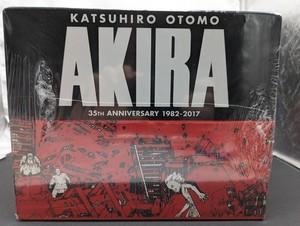 KATSUHIRO OTOMO
AKIRA
35TH ANNIVERSARY 1982-2017